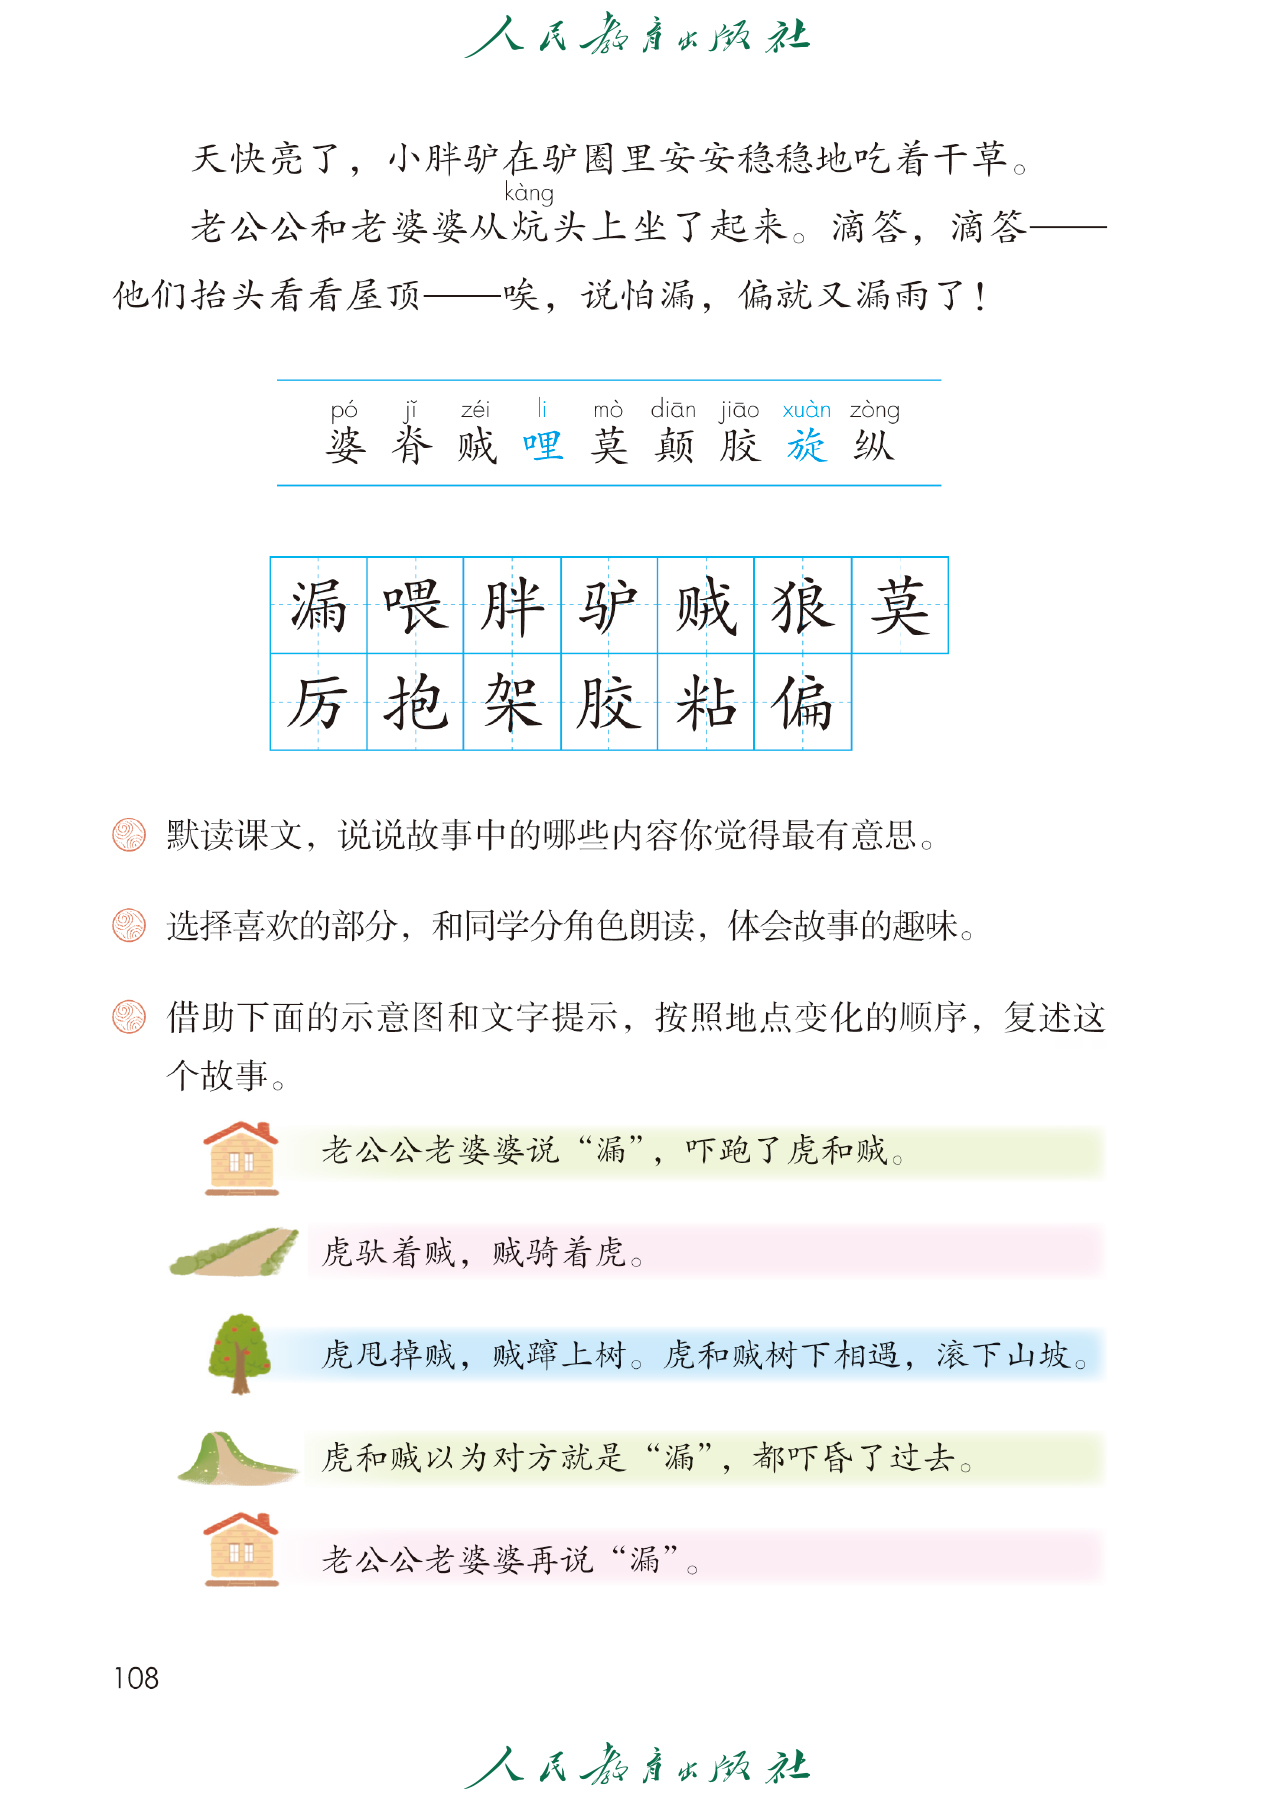 人民教育出版社
天快亮了，小胖驴在驴圈里安安稳稳地吃着干草。
kàng
老公公和老婆婆从炕头上坐了起来。滴答，滴答——
他们抬头看看屋顶——唉，说怕漏，偏就又漏雨了！
pó jǐ zéi li mò diān jiāo xuàn zòng
婆 脊 贼 哩 莫 颠 胶 旋 纵
漏 喂 胖 驴 贼 狼 莫
厉 抱 架 胶 粘 偏
默读课文，说说故事中的哪些内容你觉得最有意思。
选择喜欢的部分，和同学分角色朗读，体会故事的趣味。
借助下面的示意图和文字提示，按照地点变化的顺序，复述这
个故事。
老公公老婆婆说“漏”，吓跑了虎和贼。
虎驮着贼，贼骑着虎。
虎甩掉贼，贼蹿上树。虎和贼树下相遇，滚下山坡。
虎和贼以为对方就是“漏”，都吓昏了过去。
老公公老婆婆再说“漏”。
108
人民教育出版社